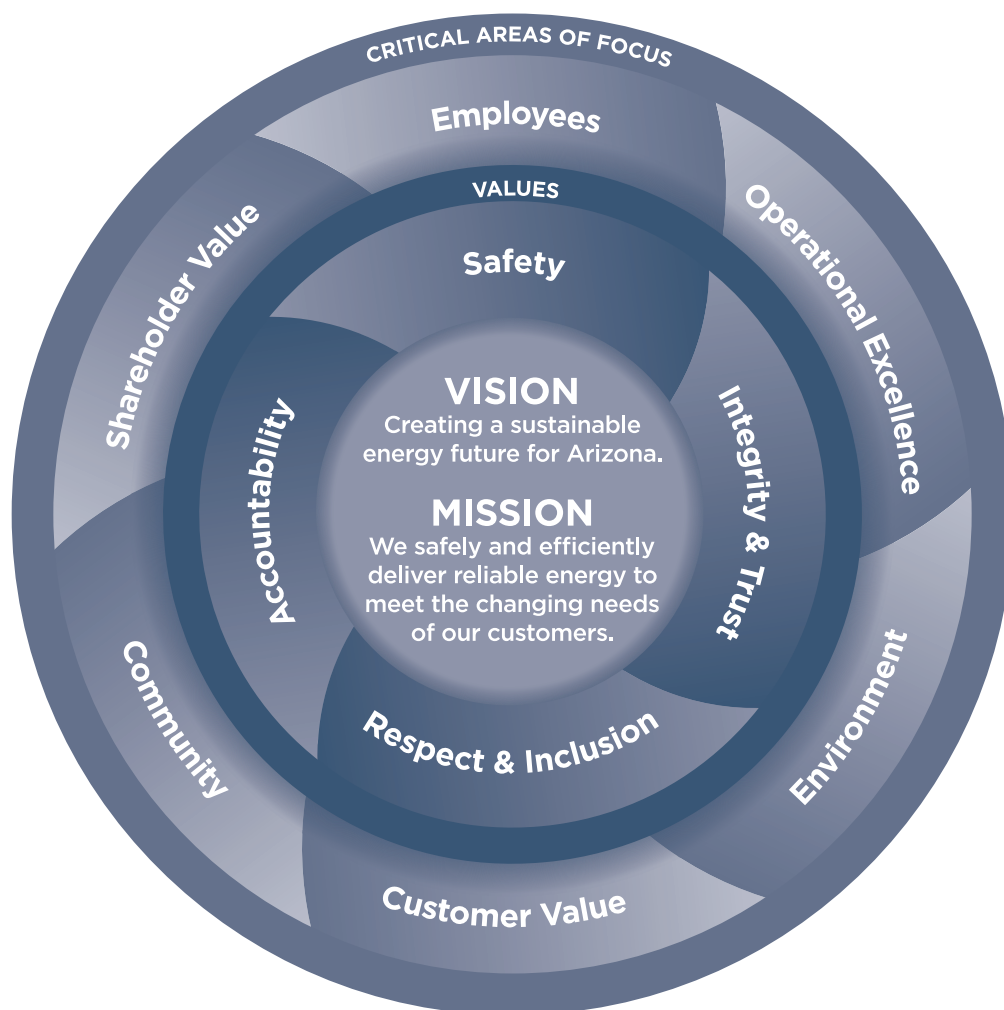 CRITICAL AREAS OF FOCUS
Employees
Operational Excellence
Environment
Customer Value
Community
Shareholder Value
VALUES
Safety
Integrity & Trust
Respect & Inclusion
Accountability
VISION
Creating a sustainable
energy future for Arizona.
MISSION
We safely and efficiently
deliver reliable energy to
meet the changing needs
of our customers.